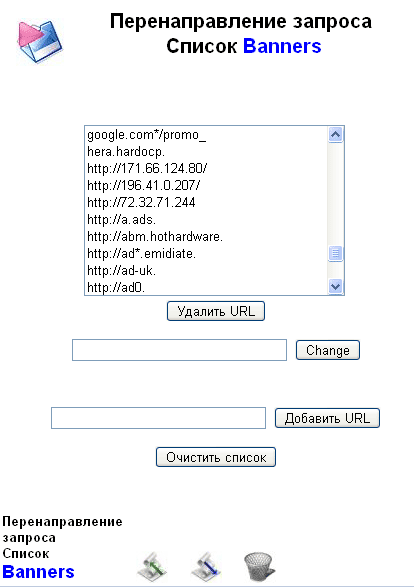 Перенаправление запроса
Список Banners
google.com*/promo_
hera.hardocp.
http://171.66.124.80/
http://196.41.0.207/
http://72.32.71.244
http://a.ads.
http://abm.hothardware.
http://ad*.emidiate.
http://ad-uk.
http://ad0.
Удалить URL
Change
Добавить URL
Очистить список
Перенаправление
запроса
Список
Banners